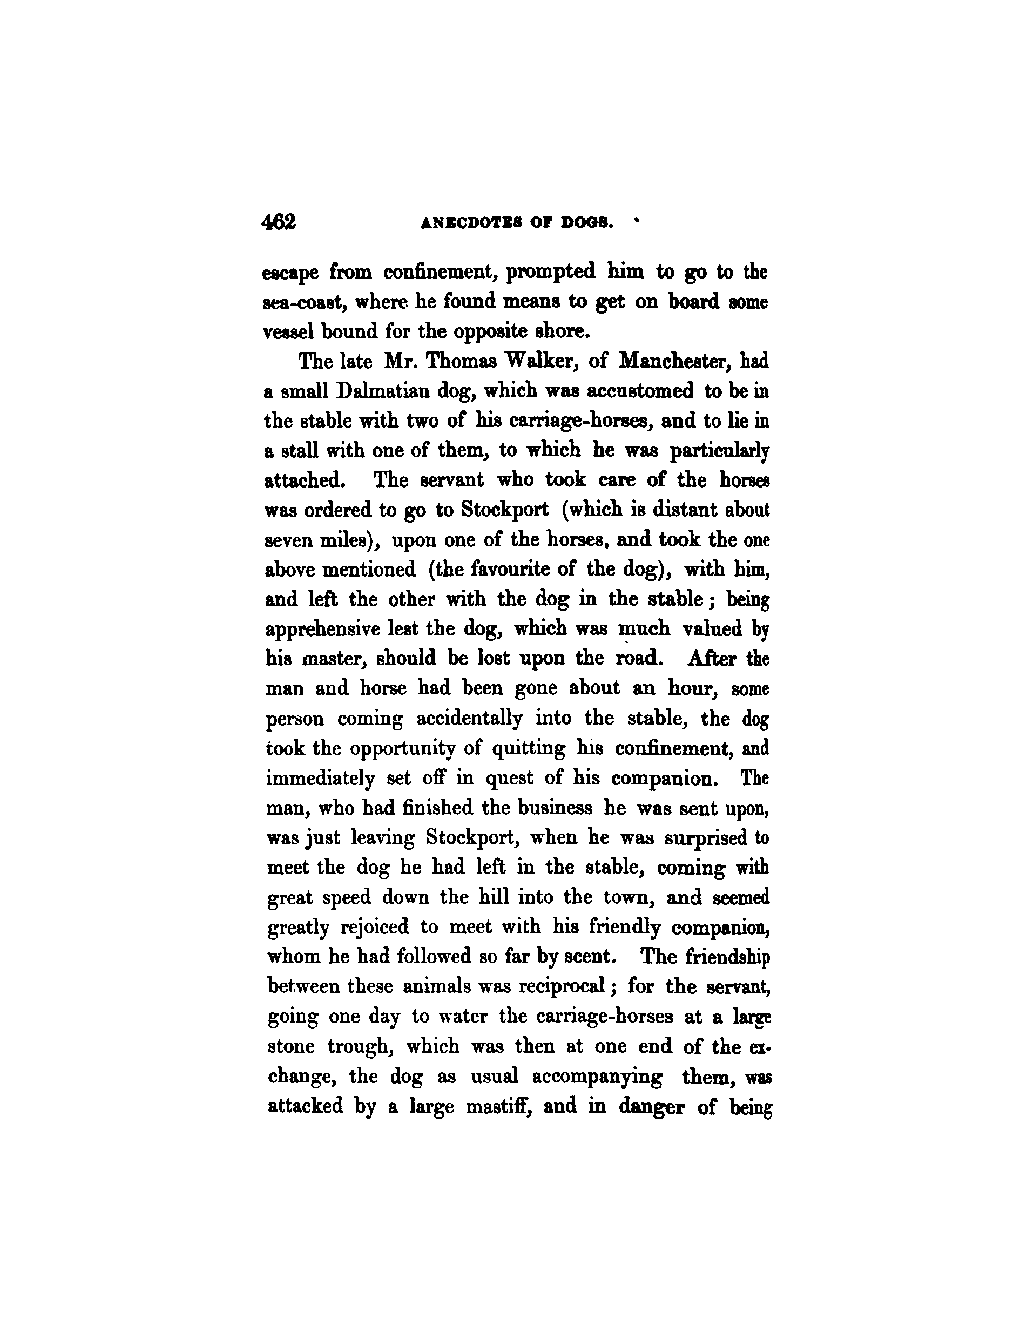 462 ANECDOTES OF DOGS.
escape from confinement, prompted him to go to the
sea-coast, where he found means to get on board some
vessel bound for the opposite shore.
The late Mr. Thomas Walker, of Manchester, had
a small Dalmatian dog, which was accustomed to be in
the stable with two of his carriage-horses, and to lie in
a stall with one of them, to which he was particularly
attached. The servant who took care of the horses
was ordered to go to Stockport (which is distant about
seven miles), upon one of the horses, and took the one
above mentioned (the favourite of the dog), with him,
and left the other with the dog in the stable; being
apprehensive lest the dog, which was much valued by
his master, should be lost upon the road. After the
man and horse had been gone about an hour, some
person coming accidentally into the stable, the dog
took the opportunity of quitting his confinement, and
immediately set off in quest of his companion. The
man, who had finished the business he was sent upon,
was just leaving Stockport, when he was surprised to
meet the dog he had left in the stable, coming with
great speed down the hill into the town, and seemed
greatly rejoiced to meet with his friendly companion,
whom he had followed so far by scent. The friendship
between these animals was reciprocal; for the servant,
going one day to water the carriage-horses at a large
stone trough, which was then at one end of the ex-
change, the dog as usual accompanying them, was
attacked by a large mastiff, and in danger of being